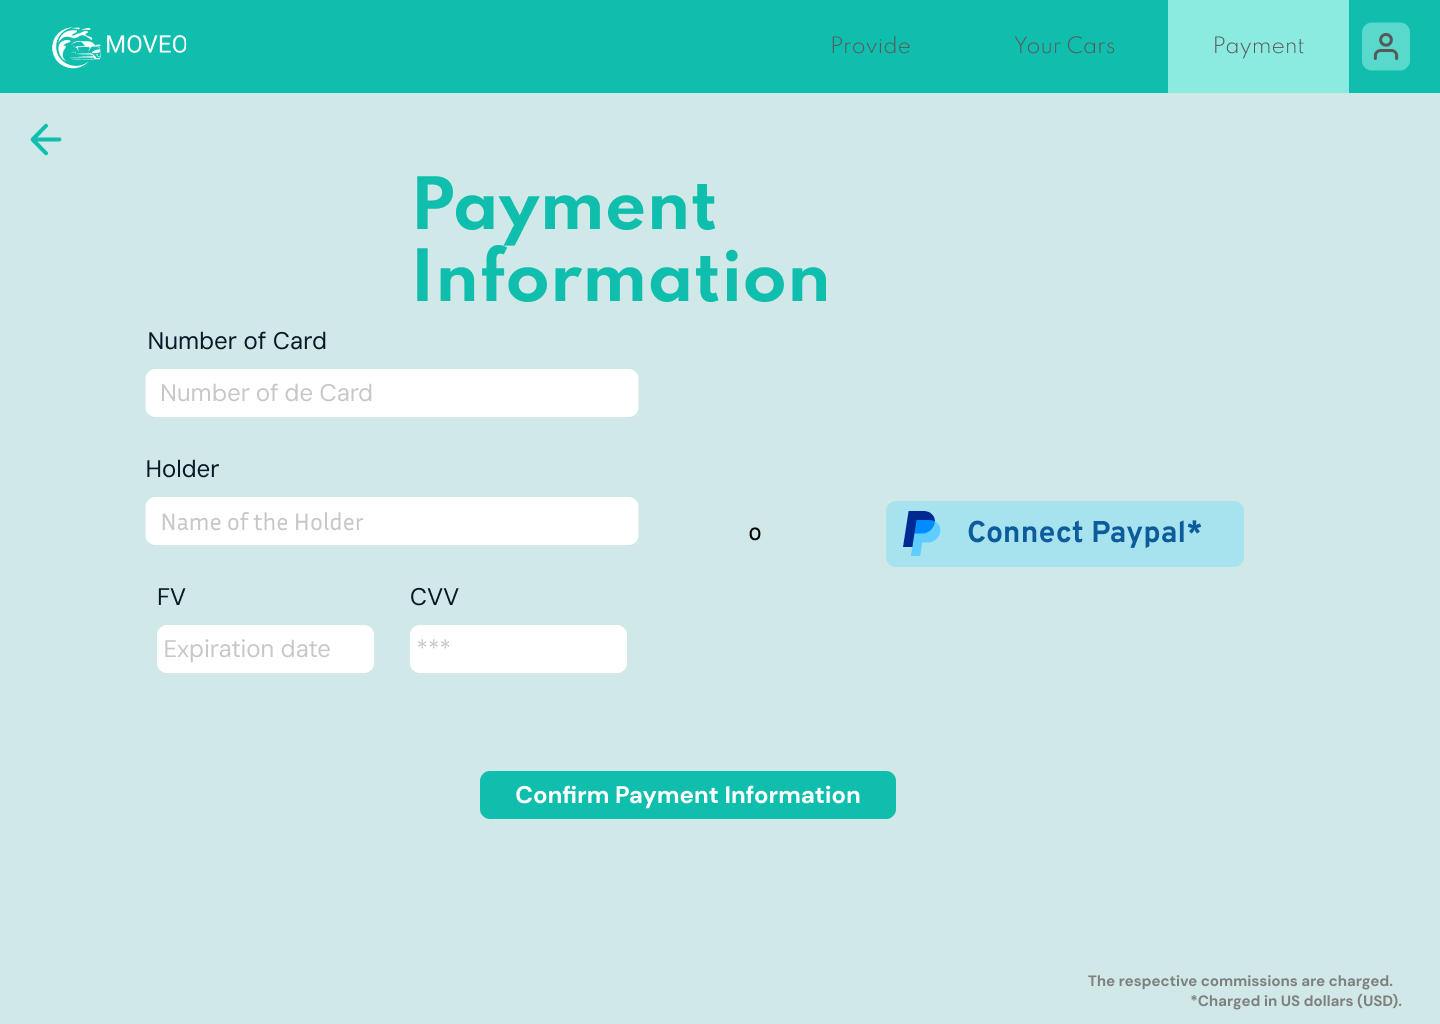 MOVEO
Provide
Your Cars
Payment
Payment
Information
Number of Card
Number of de Card
Holder
Name of the Holder
o
Connect Paypal*
FV
CVV
Expiration date
***
Confirm Payment Information
The respective commissions are charged.
*Charged in US dollars (USD).